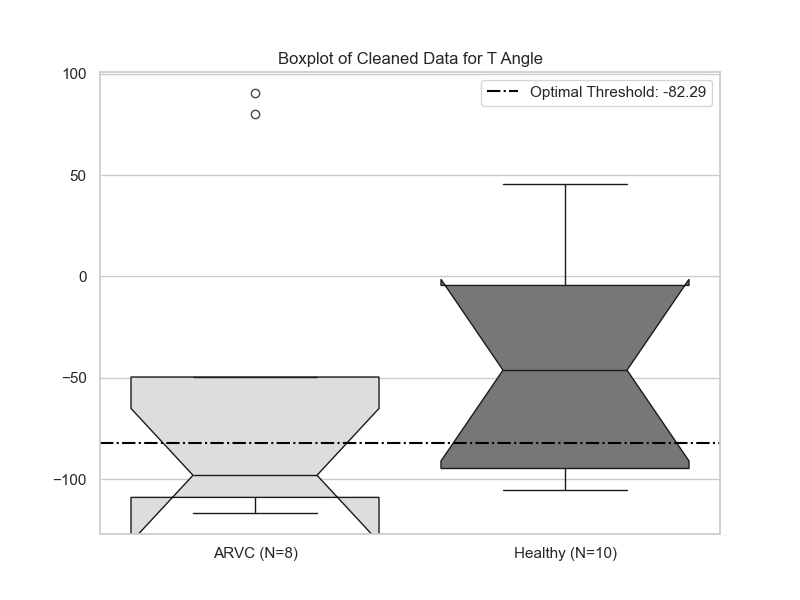 Boxplot of Cleaned Data for T Angle
100
Optimal Threshold: -82.29
50
0
−50
−100
ARVC (N=8)
Healthy (N=10)